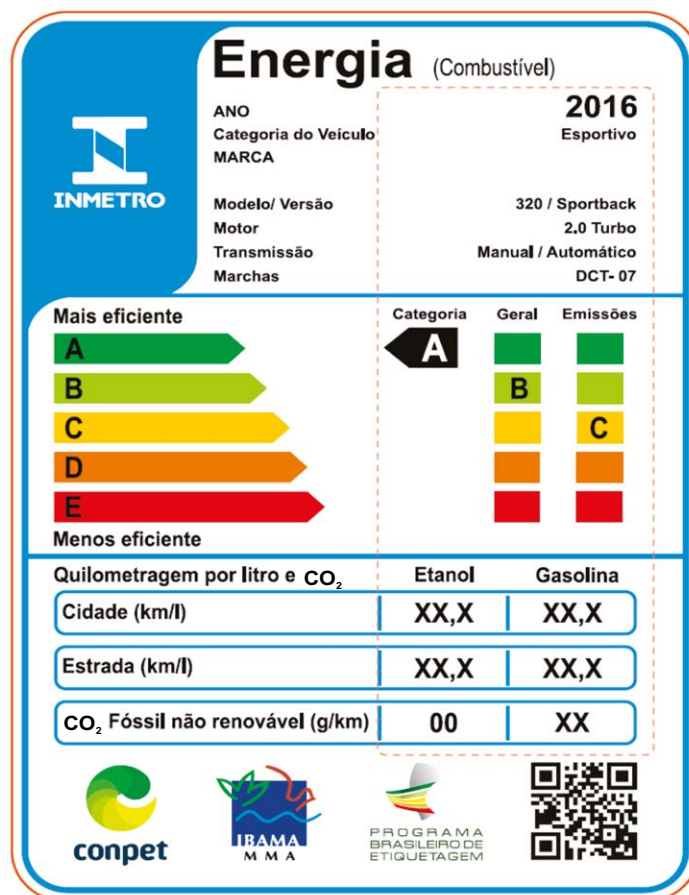 Energia (Combustível)
ANO 2016
Categoria do Veículo Esportivo
MARCA
INMETRO
Modelo/ Versão 320 / Sportback
Motor 2.0 Turbo
Transmissão Manual / Automático
Marchas DCT- 07
Mais eficiente Categoria Geral Emissões
A A
B B
C C
D
E
Menos eficiente
Quilometragem por litro e CO₂ Etanol Gasolina
Cidade (km/l) XX,X XX,X
Estrada (km/l) XX,X XX,X
CO₂ Fóssil não renovável (g/km) 00 XX
conpet
IBAMA
MMA
PROGRAMA
BRASILEIRO DE
ETIQUETAGEM